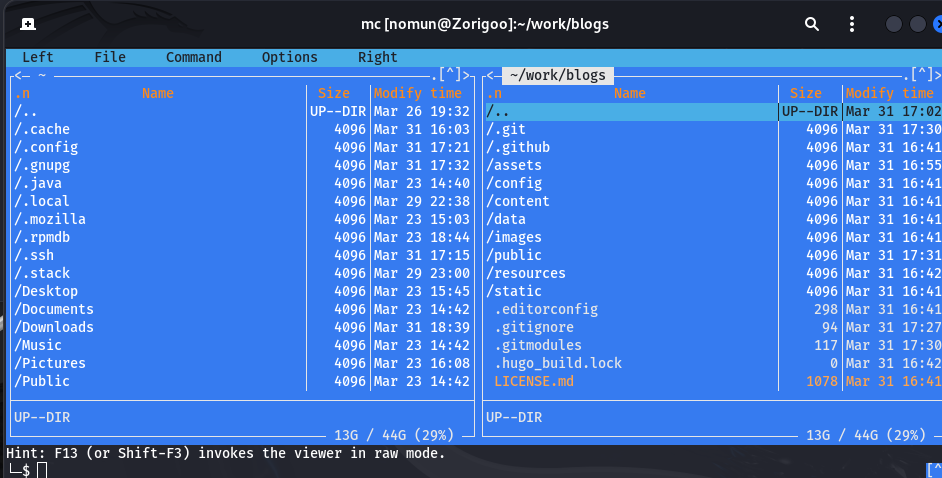 mc [nomun@Zorigoo]:~/work/blogs
Left File Command Options Right
<— ~ .[^]> <— ~/work/blogs .[^]>
.n Name Size Modify time .n Name Size Modify time
/.. UP--DIR Mar 26 19:32 /.. UP--DIR Mar 31 17:02
/.cache 4096 Mar 31 16:03 /.git 4096 Mar 31 17:30
/.config 4096 Mar 31 17:21 /.github 4096 Mar 31 16:41
/.gnupg 4096 Mar 31 17:32 /assets 4096 Mar 31 16:55
/.java 4096 Mar 23 14:40 /config 4096 Mar 31 16:41
/.local 4096 Mar 29 22:38 /content 4096 Mar 31 16:41
/.mozilla 4096 Mar 23 15:03 /data 4096 Mar 31 16:41
/.rpmdb 4096 Mar 23 18:44 /images 4096 Mar 31 16:41
/.ssh 4096 Mar 31 17:15 /public 4096 Mar 31 17:31
/.stack 4096 Mar 29 23:00 /resources 4096 Mar 31 16:42
/Desktop 4096 Mar 23 15:45 /static 4096 Mar 31 16:41
/Documents 4096 Mar 23 14:42 .editorconfig 298 Mar 31 16:41
/Downloads 4096 Mar 31 18:39 .gitignore 94 Mar 31 17:27
/Music 4096 Mar 23 14:42 .gitmodules 117 Mar 31 17:30
/Pictures 4096 Mar 23 16:08 .hugo_build.lock 0 Mar 31 16:42
/Public 4096 Mar 23 14:42 LICENSE.md 1078 Mar 31 16:41
UP--DIR UP--DIR
13G / 44G (29%) 13G / 44G (29%)
Hint: F13 (or Shift-F3) invokes the viewer in raw mode.
└─$ [^